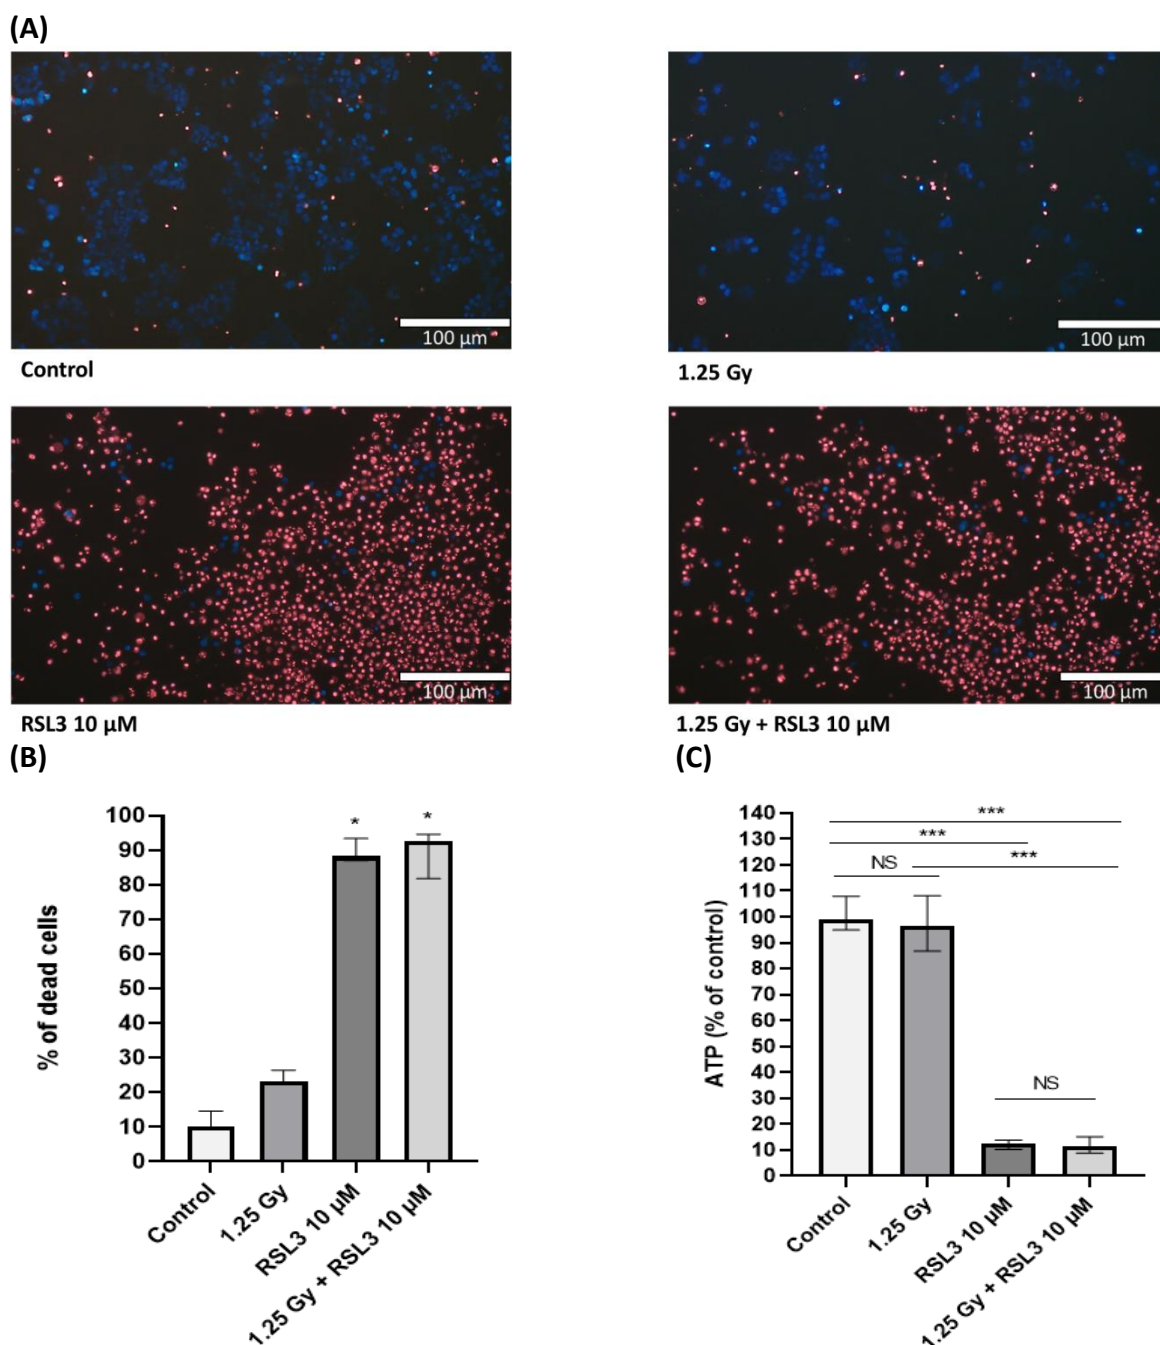 (A)
100 µm
100 µm
Control
1.25 Gy
100 µm
100 µm
RSL3 10 µM
1.25 Gy + RSL3 10 µM
(B)
(C)
% of dead cells
100
90
80
70
60
50
40
30
20
10
0
*
*
Control
1.25 Gy
RSL3 10 µM
1.25 Gy + RSL3 10 µM
ATP (% of control)
140
130
120
110
100
90
80
70
60
50
40
30
20
10
0
***
***
NS
***
NS
Control
1.25 Gy
RSL3 10 µM
1.25 Gy + RSL3 10 µM